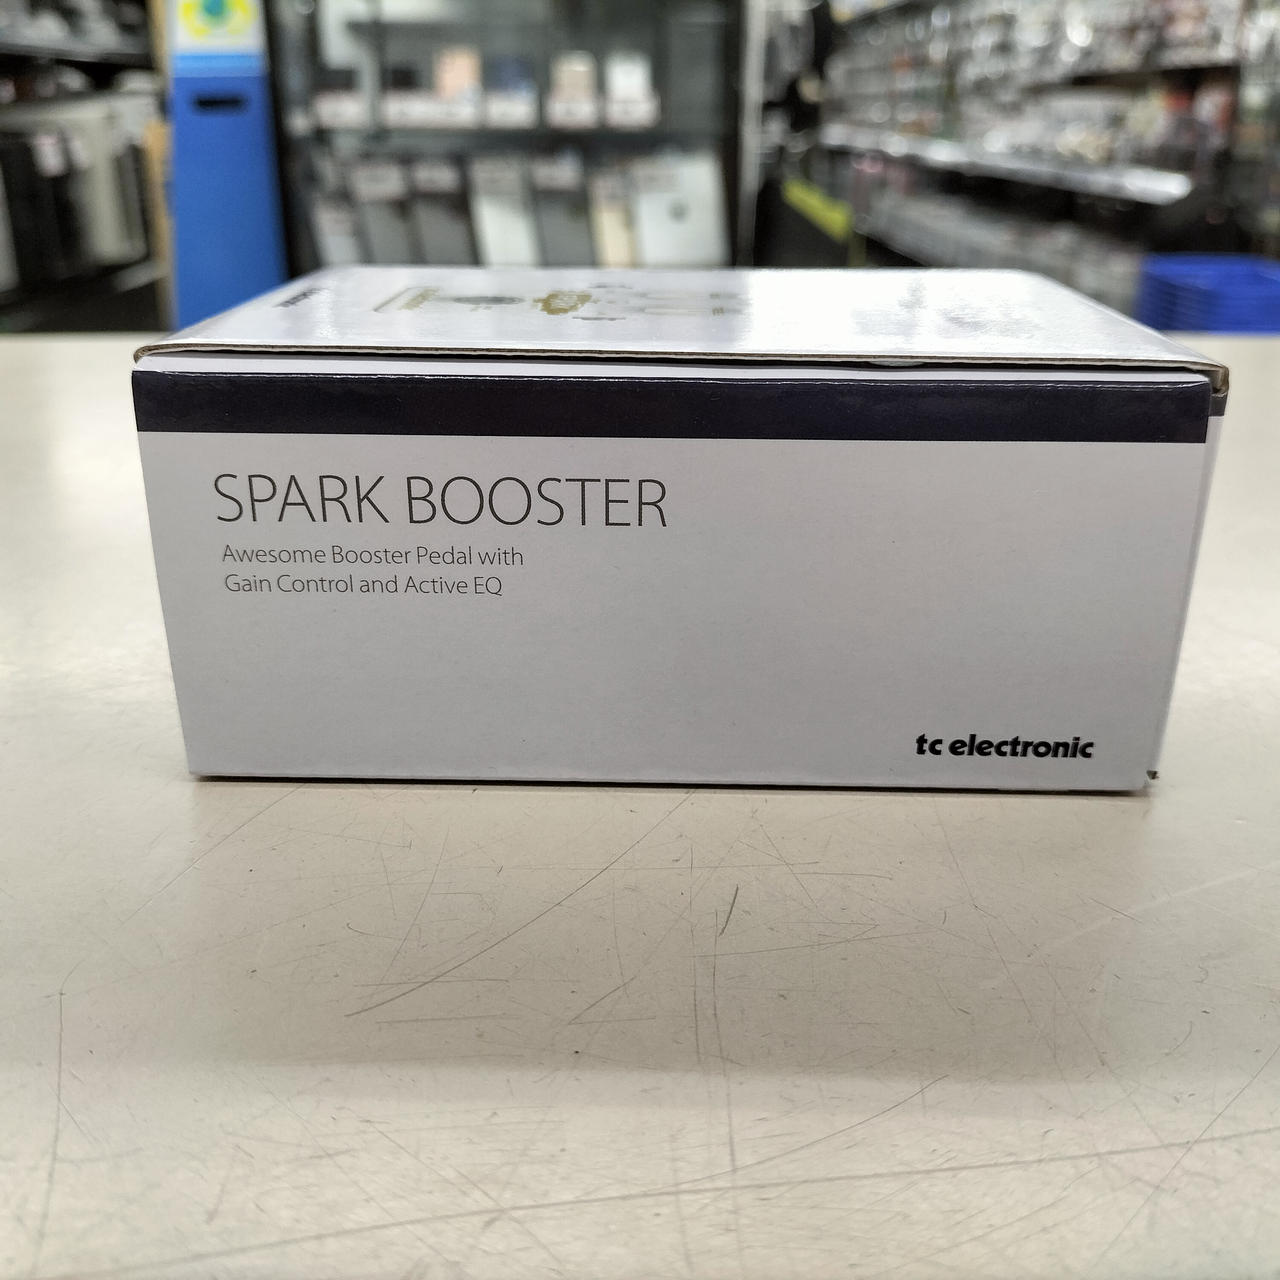 SPARK BOOSTER
Awesome Booster Pedal with
Gain Control and Active EQ
tc electronic